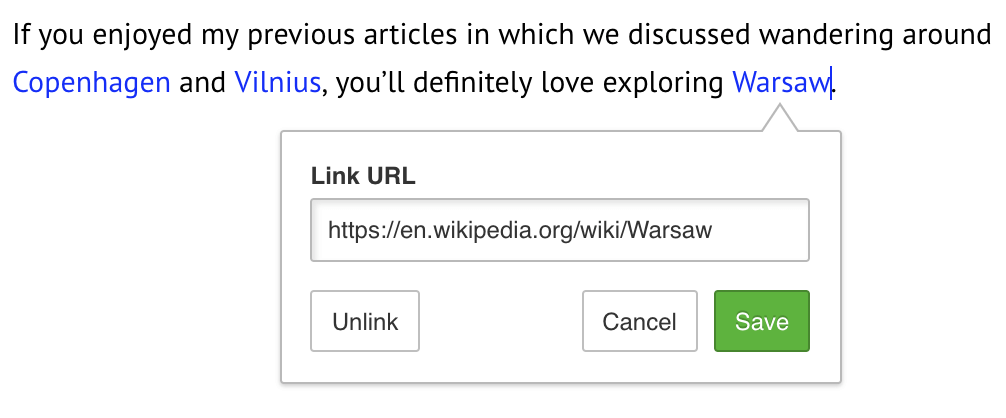 If you enjoyed my previous articles in which we discussed wandering around
Copenhagen and Vilnius, you’ll definitely love exploring Warsaw.
Link URL
https://en.wikipedia.org/wiki/Warsaw
Unlink Cancel Save